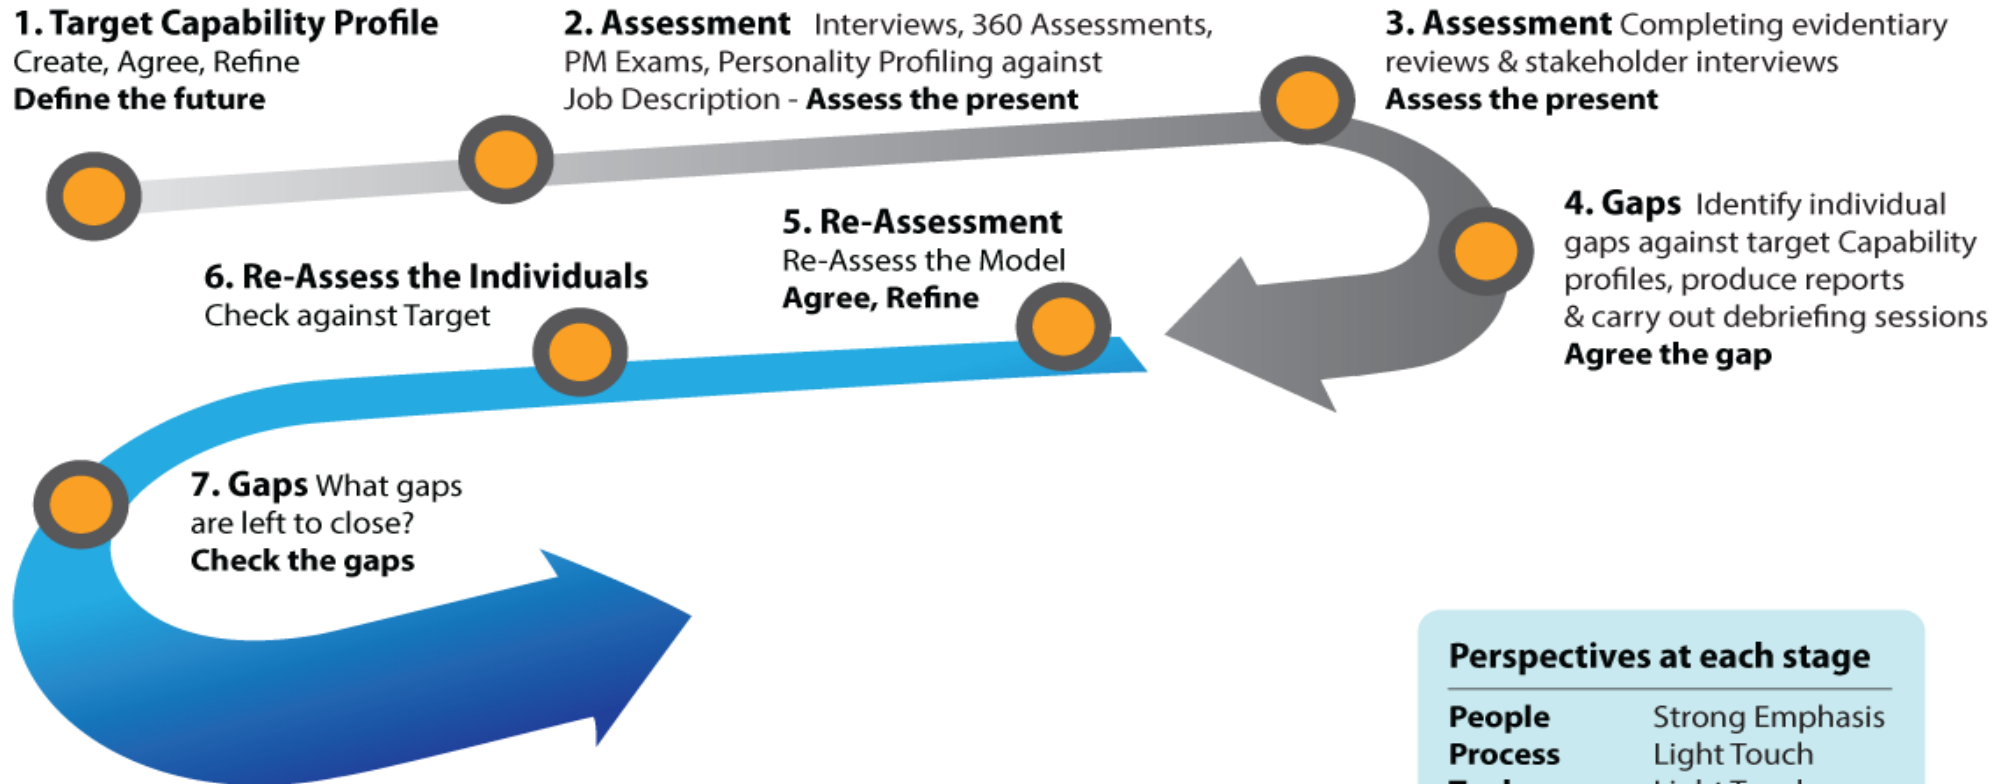 1. Target Capability Profile
Create, Agree, Refine
Define the future
2. Assessment Interviews, 360 Assessments,
PM Exams, Personality Profiling against
Job Description - Assess the present
3. Assessment Completing evidentiary
reviews & stakeholder interviews
Assess the present
4. Gaps Identify individual
gaps against target Capability
profiles, produce reports
& carry out debriefing sessions
Agree the gap
5. Re-Assessment
Re-Assess the Model
Agree, Refine
6. Re-Assess the Individuals
Check against Target
7. Gaps What gaps
are left to close?
Check the gaps
Perspectives at each stage
People Strong Emphasis
Process Light Touch